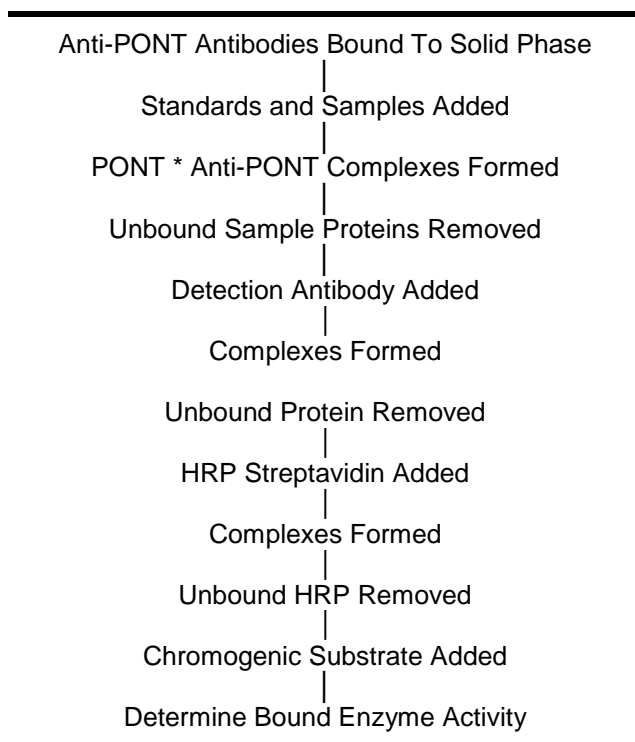 Anti-PONT Antibodies Bound To Solid Phase
Standards and Samples Added
PONT * Anti-PONT Complexes Formed
Unbound Sample Proteins Removed
Detection Antibody Added
Complexes Formed
Unbound Protein Removed
HRP Streptavidin Added
Complexes Formed
Unbound HRP Removed
Chromogenic Substrate Added
Determine Bound Enzyme Activity